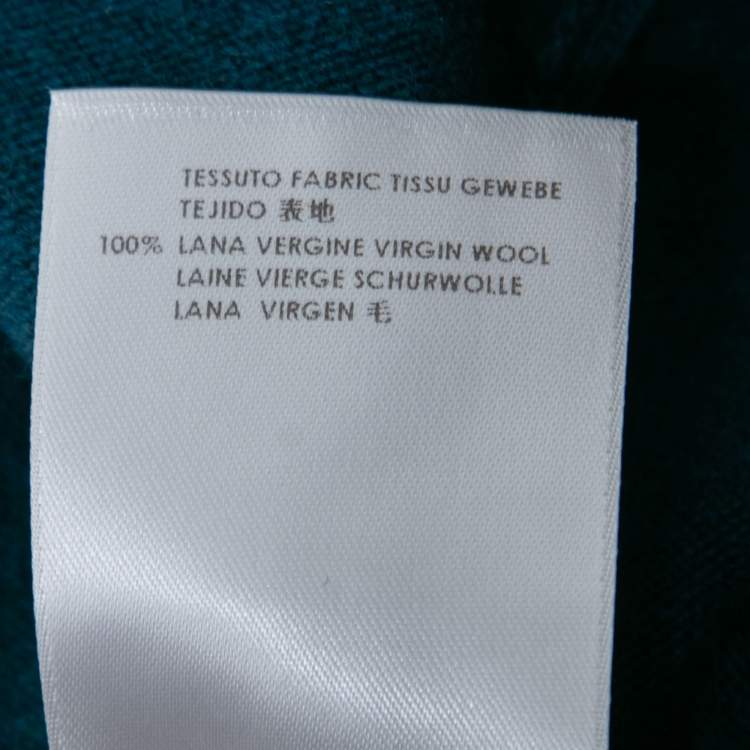 TESSUTO FABRIC TISSU GEWEBE
TEJIDO 表地
100% LANA VERGINE VIRGIN WOOL
LAINE VIERGE SCHURWOLLE
LANA VIRGEN 毛